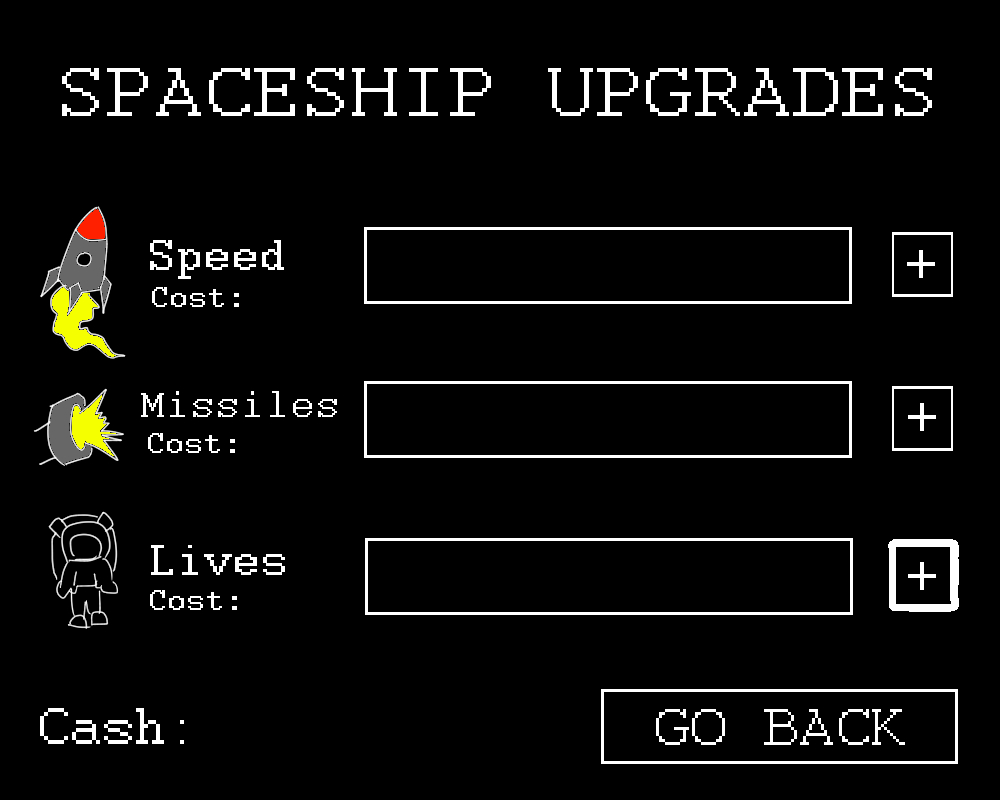 SPACESHIP UPGRADES
Speed
Cost:
+
Missiles
Cost:
+
Lives
Cost:
+
Cash:
GO BACK